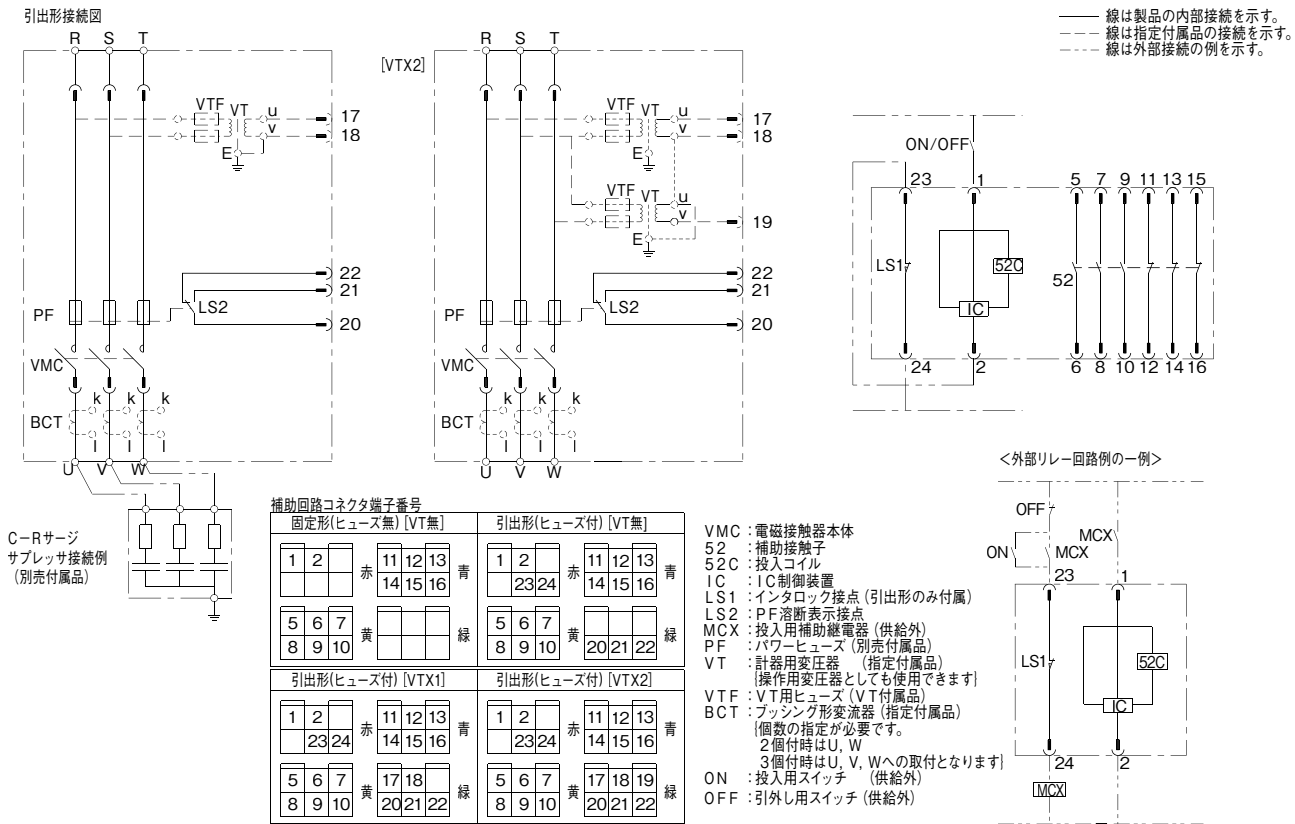 引出形接続図
線は製品の内部接続を示す。
線は指定付属品の接続を示す。
線は外部接続の例を示す。
R S T
VTF VT u
v
E
17
18
22
21
LS2
20
PF
VMC
k k k
BCT
l l l
U V W
C-Rサージ
サプレッサ接続例
(別売付属品)
[VTX2]
R S T
VTF VT u
v
E
17
18
VTF VT u
v
E
19
22
21
LS2
20
PF
VMC
k k k
BCT
l l l
U V W
ON/OFF
23 1 5 7 9 11 13 15
LS1 52C 52
IC
24 2 6 8 10 12 14 16
補助回路コネクタ端子番号
固定形(ヒューズ無) [VT無]
1 2 赤 11 12 13 青
14 15 16
5 6 7 黄 緑
8 9 10
引出形(ヒューズ付) [VT無]
1 2 赤 11 12 13 青
23 24 14 15 16
5 6 7 黄 緑
8 9 10 20 21 22
引出形(ヒューズ付) [VTX1]
1 2 赤 11 12 13 青
23 24 14 15 16
5 6 7 黄 17 18 緑
8 9 10 20 21 22
引出形(ヒューズ付) [VTX2]
1 2 赤 11 12 13 青
23 24 14 15 16
5 6 7 黄 17 18 19 緑
8 9 10 20 21 22
VMC:電磁接触器本体
52:補助接触子
52C:投入コイル
IC:IC制御装置
LS1:インタロック接点(引出形のみ付属)
LS2:PF溶断表示接点
MCX:投入用補助継電器(供給外)
PF:パワーヒューズ(別売付属品)
VT:計器用変圧器 (指定付属品)
{操作用変圧器としても使用できます}
VTF:VT用ヒューズ(VT付属品)
BCT:ブッシング形変流器(指定付属品)
{個数の指定が必要です。
2個付時はU, W
3個付時はU, V, Wへの取付となります}
ON:投入用スイッチ (供給外)
OFF:引外し用スイッチ(供給外)
<外部リレー回路例の一例>
OFF
MCX
ON MCX
23 1
LS1 52C
IC
24 2
MCX